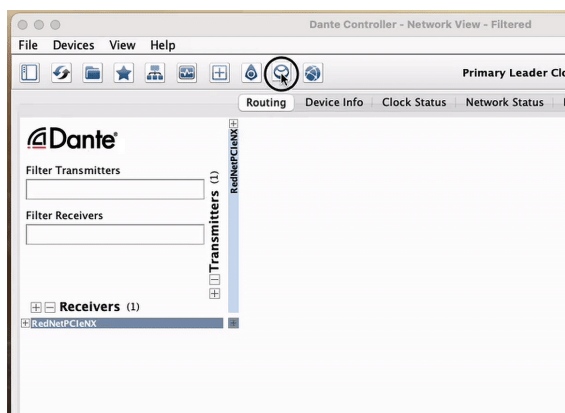 Dante Controller - Network View - Filtered
File Devices View Help
Primary Leader Clo
Routing Device Info Clock Status Network Status
Dante®
RedNetPCIeNX
Filter Transmitters
Filter Receivers
Transmitters (1)
Receivers (1)
RedNetPCIeNX